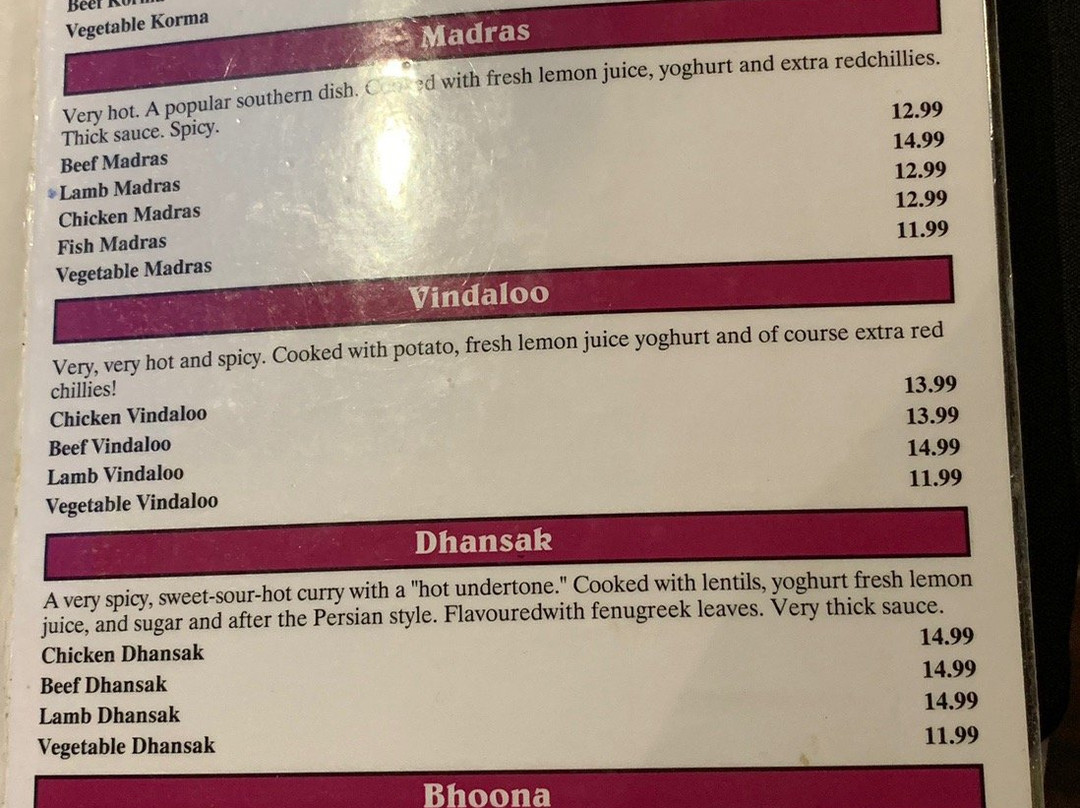 Beef Korma
Vegetable Korma
Madras
Very hot. A popular southern dish. Cooked with fresh lemon juice, yoghurt and extra redchillies.
Thick sauce. Spicy.
Beef Madras 12.99
Lamb Madras 14.99
Chicken Madras 12.99
Fish Madras 12.99
Vegetable Madras 11.99
Vindaloo
Very, very hot and spicy. Cooked with potato, fresh lemon juice yoghurt and of course extra red
chillies!
Chicken Vindaloo 13.99
Beef Vindaloo 13.99
Lamb Vindaloo 14.99
Vegetable Vindaloo 11.99
Dhansak
A very spicy, sweet-sour-hot curry with a "hot undertone." Cooked with lentils, yoghurt fresh lemon
juice, and sugar and after the Persian style. Flavouredwith fenugreek leaves. Very thick sauce.
Chicken Dhansak 14.99
Beef Dhansak 14.99
Lamb Dhansak 14.99
Vegetable Dhansak 11.99
Bhoona